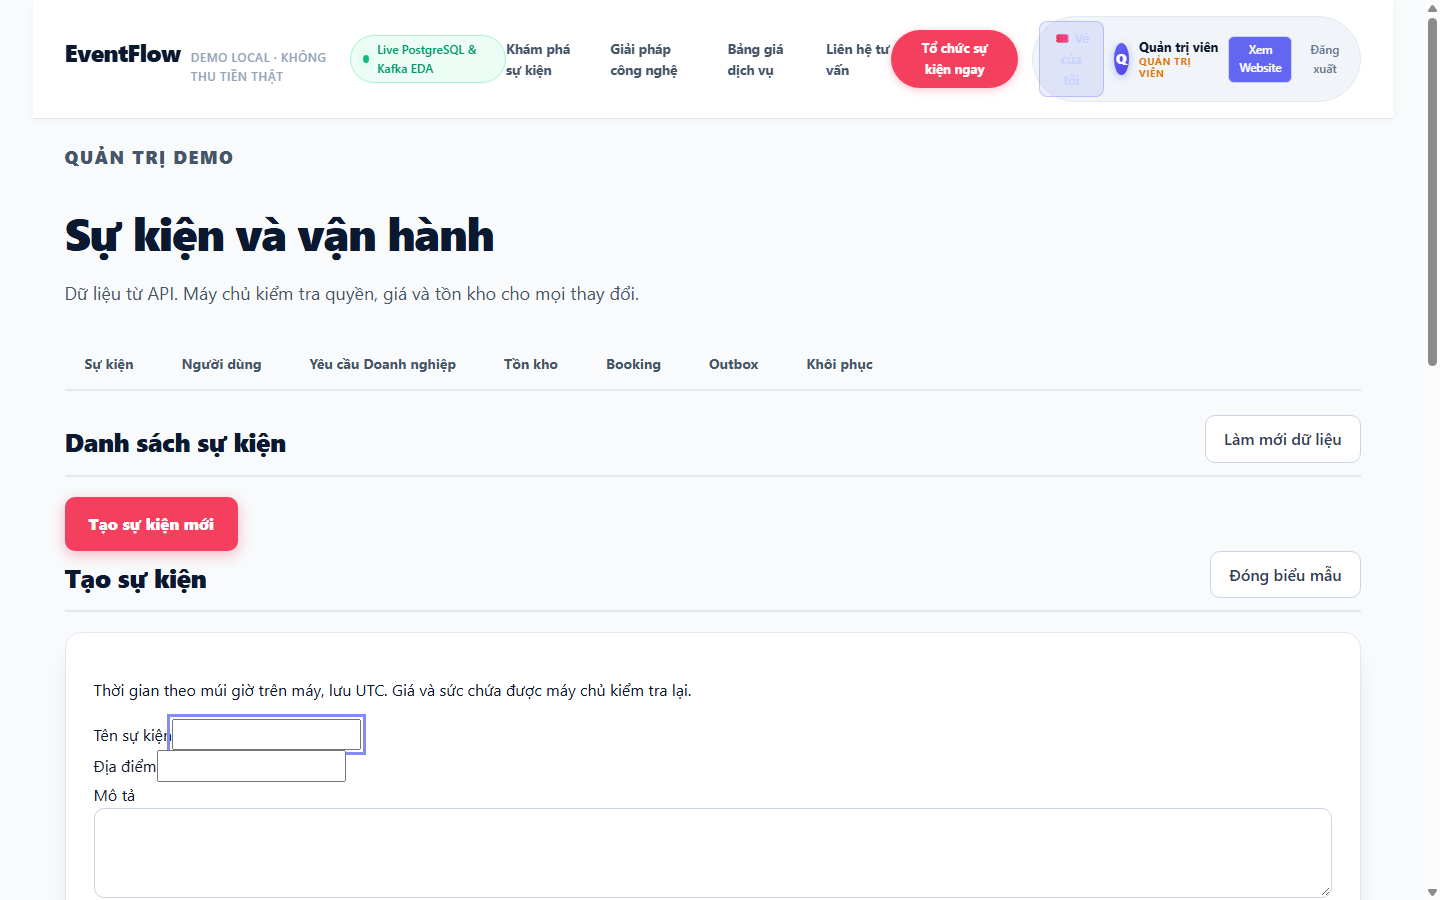 EventFlow
DEMO LOCAL · KHÔNG
THU TIỀN THẬT
Live PostgreSQL &
Kafka EDA
Khám phá
sự kiện
Giải pháp
công nghệ
Bảng giá
dịch vụ
Liên hệ tư
vấn
Tổ chức sự
kiện ngay
Vé
của
tôi
Q
Quản trị viên
QUẢN TRỊ
VIÊN
Xem
Website
Đăng
xuất
QUẢN TRỊ DEMO
Sự kiện và vận hành
Dữ liệu từ API. Máy chủ kiểm tra quyền, giá và tồn kho cho mọi thay đổi.
Sự kiện
Người dùng
Yêu cầu Doanh nghiệp
Tồn kho
Booking
Outbox
Khôi phục
Danh sách sự kiện
Làm mới dữ liệu
Tạo sự kiện mới
Tạo sự kiện
Đóng biểu mẫu
Thời gian theo múi giờ trên máy, lưu UTC. Giá và sức chứa được máy chủ kiểm tra lại.
Tên sự kiện
Địa điểm
Mô tả